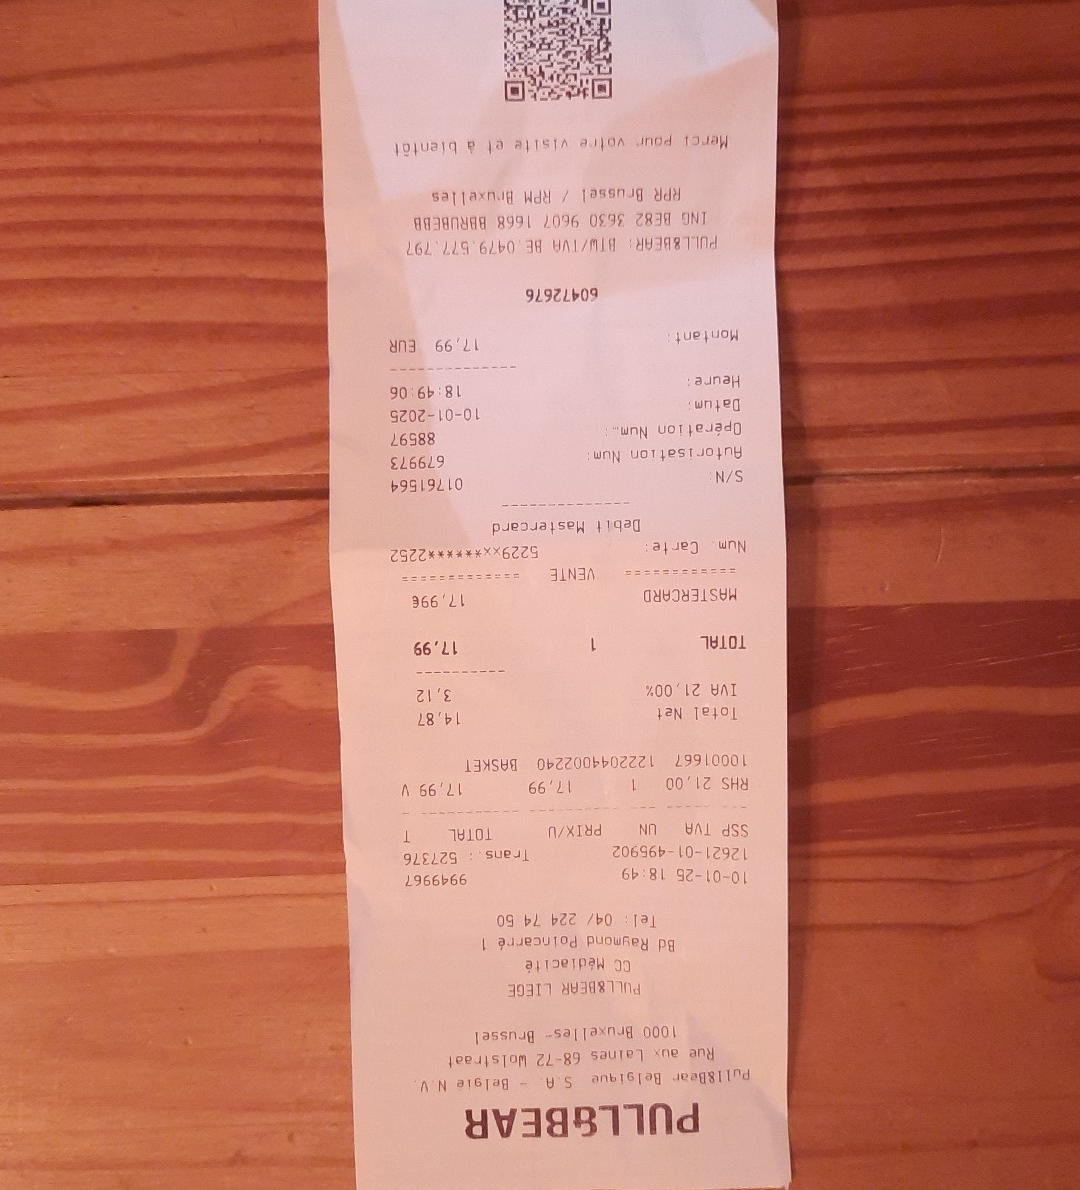 PULL&BEAR
Pull&Bear Belgique S.A. - Belgie N.V.
Rue aux Laines 68-72 Wolstraat
1000 Bruxelles- Brussel
PULL&BEAR LIEGE
CC Médiacité
Bd Raymond Poincarré 1
Tel: 04/ 224 74 50
10-01-25 18:49 9949967
12621-01-495902 Trans.: 527376
SSP TVA UN PRIX/U TOTAL T
RHS 21,00 1 17,99 17,99 V
10001667 12220440022​40 BASKET
Total Net 14,87
IVA 21,00% 3,12
TOTAL 1 17,99
MASTERCARD 17,99€
============ VENTE =============
Num. Carte: 5229xx******2252
Debit Mastercard
S/N: 01761564
Autorisation Num: 679973
Opération Num..: 88597
Datum: 10-01-2025
Heure: 18:49:06
Montant: 17,99 EUR
60472676
PULL&BEAR: BTW/TVA BE.0479.577.797
ING BE82 3630 9607 1668 BBRUBEBB
RPR Brussel / RPM Bruxelles
Merci pour votre visite et à bientôt